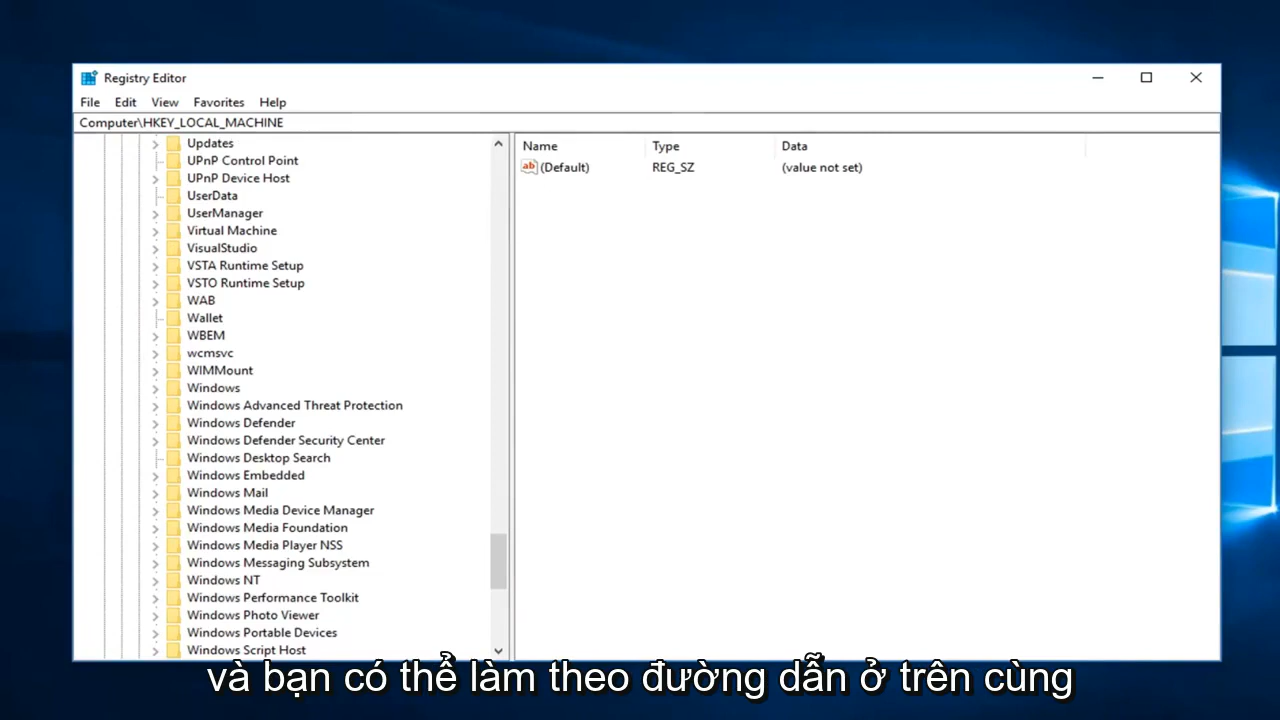 Registry Editor
File Edit View Favorites Help
Computer\HKEY_LOCAL_MACHINE
Name Type Data
ab (Default) REG_SZ (value not set)
Updates
UPnP Control Point
UPnP Device Host
UserData
UserManager
Virtual Machine
VisualStudio
VSTA Runtime Setup
VSTO Runtime Setup
WAB
Wallet
WBEM
wcmsvc
WIMMount
Windows
Windows Advanced Threat Protection
Windows Defender
Windows Defender Security Center
Windows Desktop Search
Windows Embedded
Windows Mail
Windows Media Device Manager
Windows Media Foundation
Windows Media Player NSS
Windows Messaging Subsystem
Windows NT
Windows Performance Toolkit
Windows Photo Viewer
Windows Portable Devices
Windows Script Host
và bạn có thể làm theo đường dẫn ở trên cùng